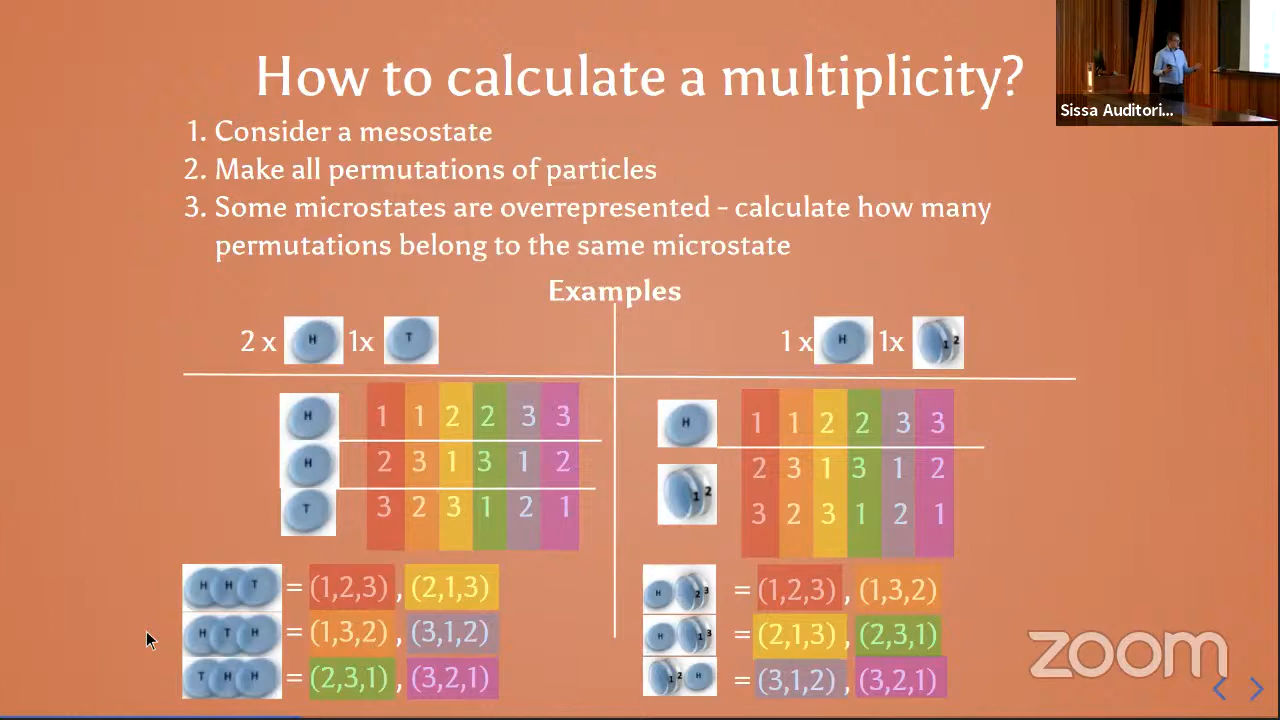 How to calculate a multiplicity?
Sissa Auditori...
1. Consider a mesostate
2. Make all permutations of particles
3. Some microstates are overrepresented - calculate how many
permutations belong to the same microstate
Examples
2 x H 1x T
1 x H 1x 1 2
H 1 1 2 2 3 3
H 2 3 1 3 1 2
T 3 2 3 1 2 1
H 1 1 2 2 3 3
1 2 2 3 1 3 1 2
3 2 3 1 2 1
H H T = (1,2,3) , (2,1,3)
H T H = (1,3,2) , (3,1,2)
T H H = (2,3,1) , (3,2,1)
H 2 3 = (1,2,3) , (1,3,2)
H 1 3 = (2,1,3) , (2,3,1)
1 2 H = (3,1,2) , (3,2,1)
zoom